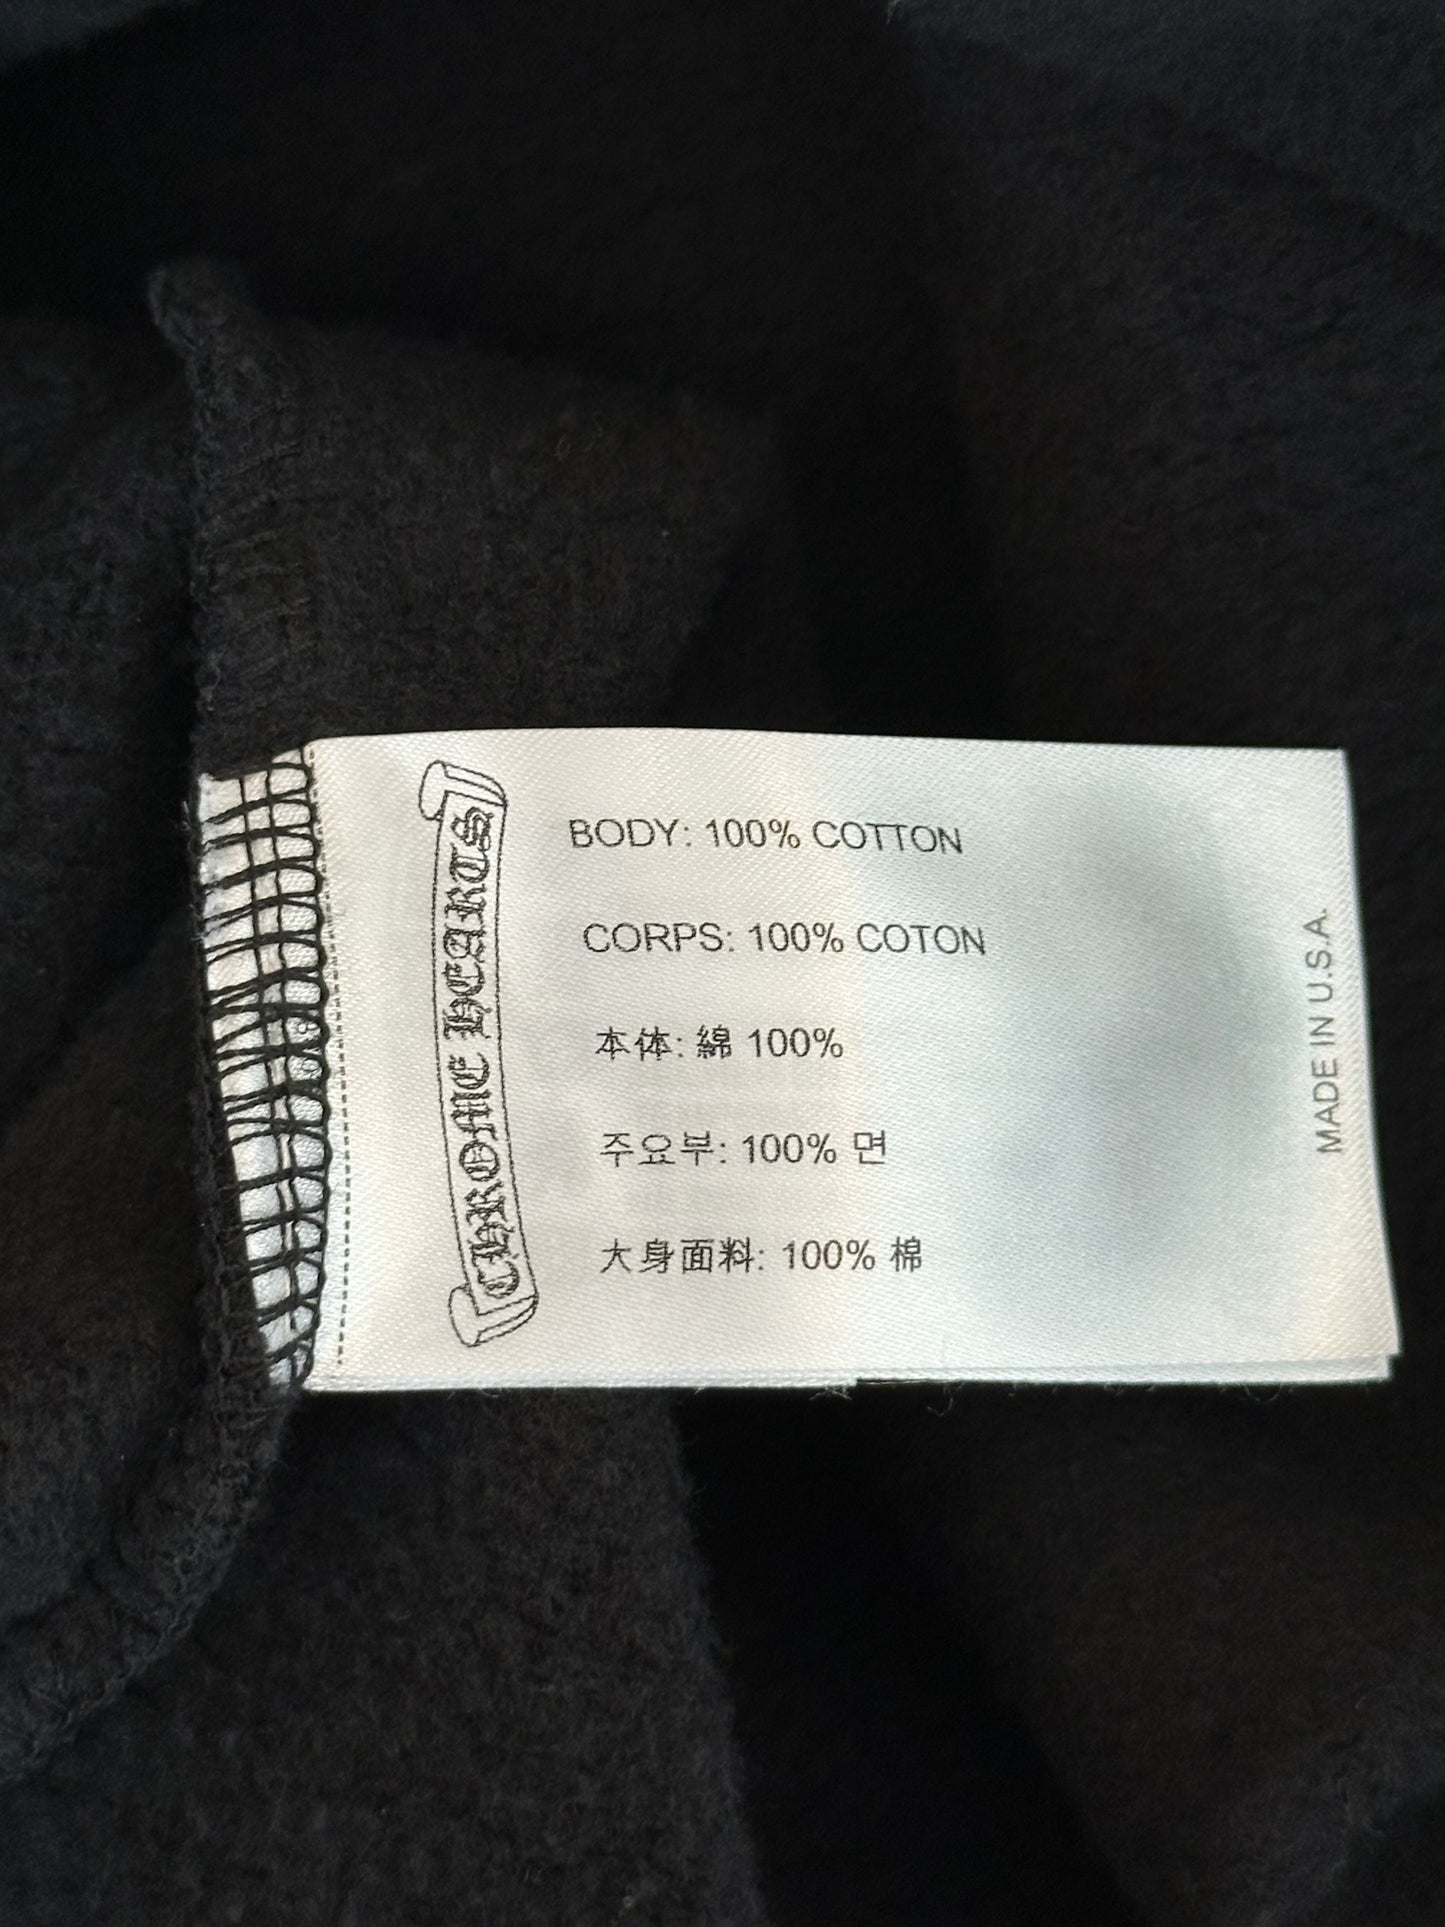 CHROME HEARTS
BODY: 100% COTTON
CORPS: 100% COTON
本体: 綿 100%
주요부: 100% 면
大身面料: 100% 棉
MADE IN U.S.A.